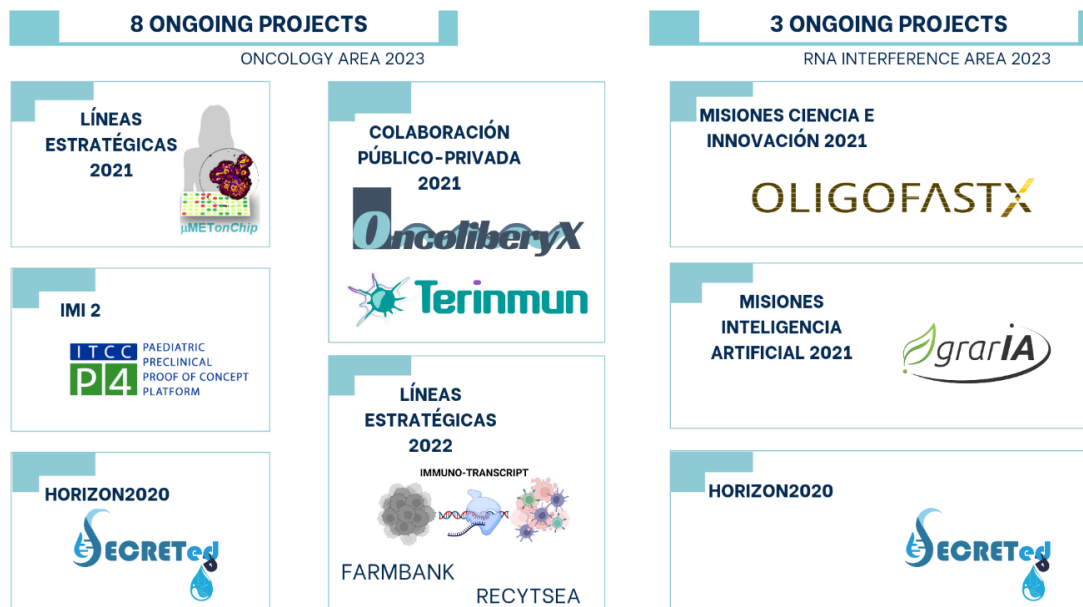 8 ONGOING PROJECTS
ONCOLOGY AREA 2023
LÍNEAS
ESTRATÉGICAS
2021
µMETonChip
IMI 2
ITCC
P4
PAEDIATRIC
PRECLINICAL
PROOF OF CONCEPT
PLATFORM
HORIZON2020
SECRETed
COLABORACIÓN
PÚBLICO-PRIVADA
2021
OncoliberyX
Terinmun
LÍNEAS
ESTRATÉGICAS
2022
IMMUNO-TRANSCRIPT
FARMBANK
RECYTSEA
3 ONGOING PROJECTS
RNA INTERFERENCE AREA 2023
MISIONES CIENCIA E
INNOVACIÓN 2021
OLIGOFASTX
MISIONES
INTELIGENCIA
ARTIFICIAL 2021
AgrarIA
HORIZON2020
SECRETed